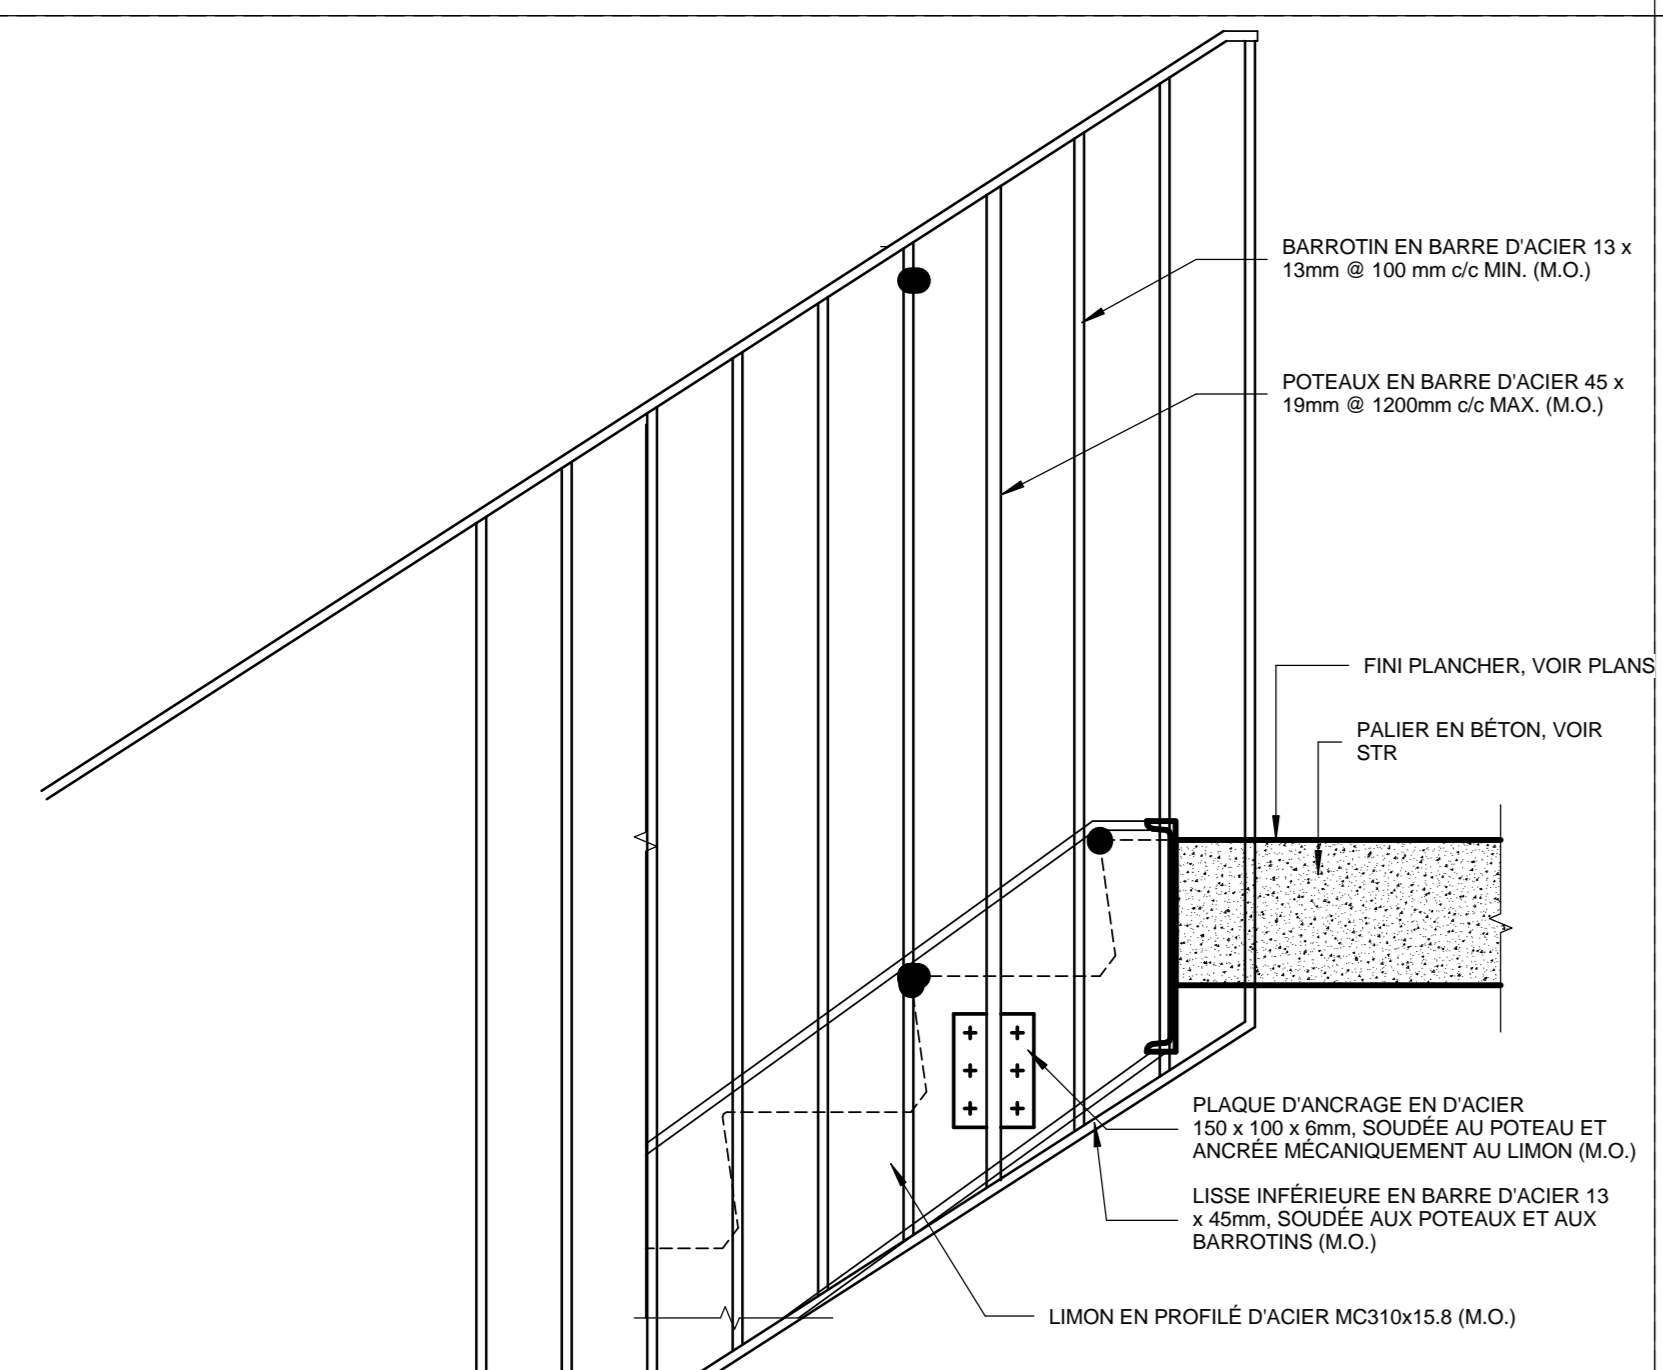 BARROTIN EN BARRE D'ACIER 13 x
13mm @ 100 mm c/c MIN. (M.O.)
POTEAUX EN BARRE D'ACIER 45 x
19mm @ 1200mm c/c MAX. (M.O.)
FINI PLANCHER, VOIR PLANS
PALIER EN BÉTON, VOIR
STR
PLAQUE D'ANCRAGE EN D'ACIER
150 x 100 x 6mm, SOUDÉE AU POTEAU ET
ANCRÉE MÉCANIQUEMENT AU LIMON (M.O.)
LISSE INFÉRIEURE EN BARRE D'ACIER 13
x 45mm, SOUDÉE AUX POTEAUX ET AUX
BARROTINS (M.O.)
LIMON EN PROFILÉ D'ACIER MC310x15.8 (M.O.)